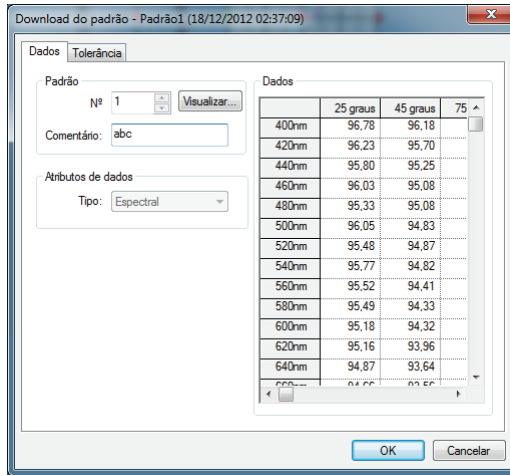 Download do padrão - Padrão1 (18/12/2012 02:37:09)
Dados Tolerância
Padrão
Nº 1 Visualizar...
Comentário: abc
Atributos de dados
Tipo: Espectral
Dados
25 graus 45 graus 75
400nm 96,78 96,18
420nm 96,23 95,70
440nm 95,80 95,25
460nm 96,03 95,08
480nm 95,33 95,08
500nm 96,05 94,83
520nm 95,48 94,87
540nm 95,77 94,82
560nm 95,52 94,41
580nm 95,49 94,33
600nm 95,18 94,32
620nm 95,16 93,96
640nm 94,87 93,64
OK Cancelar